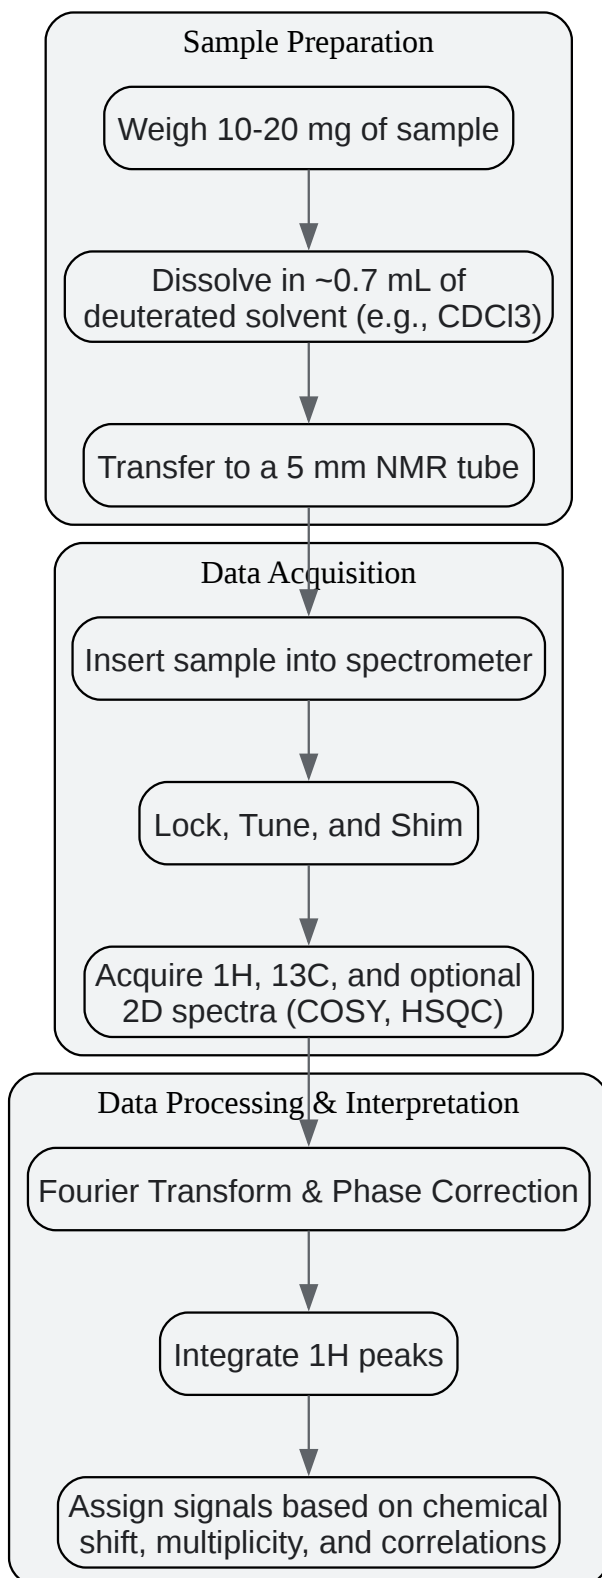 Sample Preparation
Weigh 10-20 mg of sample
Dissolve in ~0.7 mL of
deuterated solvent (e.g., CDCl3)
Transfer to a 5 mm NMR tube
Data Acquisition
Insert sample into spectrometer
Lock, Tune, and Shim
Acquire 1H, 13C, and optional
2D spectra (COSY, HSQC)
Data Processing & Interpretation
Fourier Transform & Phase Correction
Integrate 1H peaks
Assign signals based on chemical
shift, multiplicity, and correlations